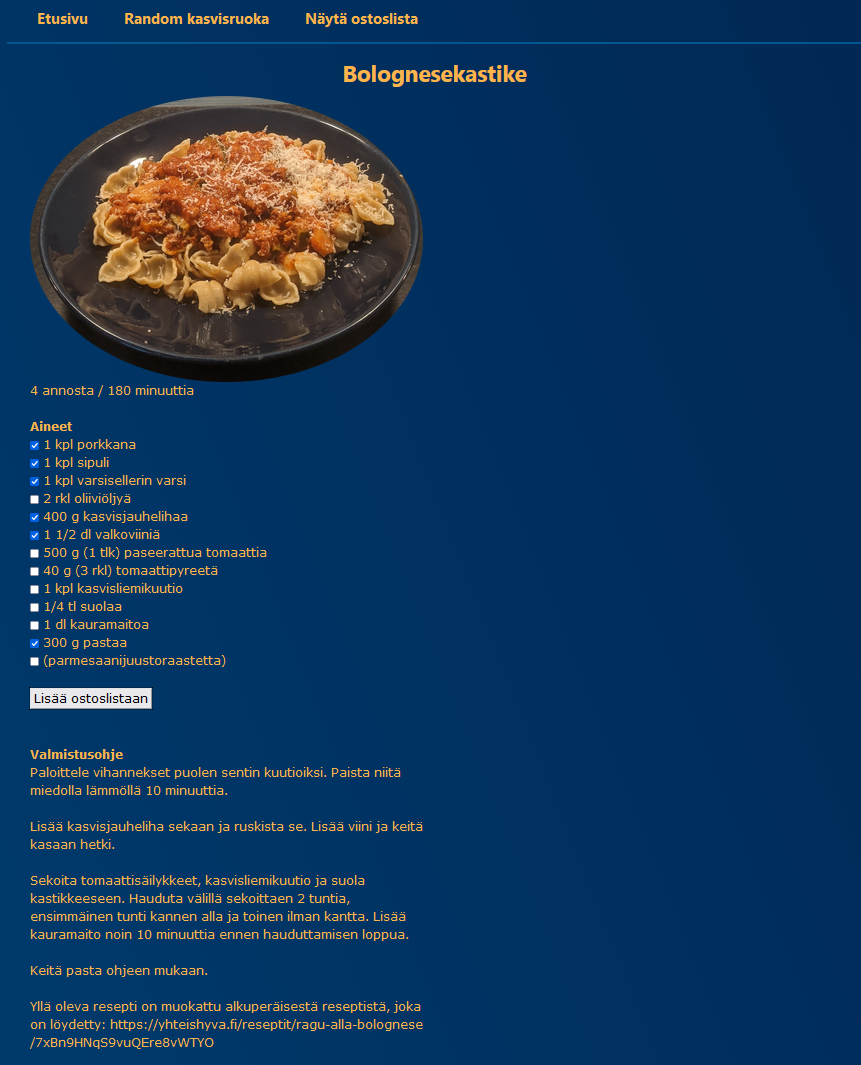 Etusivu Random kasvisruoka Näytä ostoslista
Bolognesekastike
4 annosta / 180 minuuttia
Aineet
1 kpl porkkana
1 kpl sipuli
1 kpl varsisellerin varsi
2 rkl oliiviöljyä
400 g kasvisjauhelihaa
1 1/2 dl valkoviiniä
500 g (1 tlk) paseerattua tomaattia
40 g (3 rkl) tomaattipyreetä
1 kpl kasvisliemikuutio
1/4 tl suolaa
1 dl kauramaitoa
300 g pastaa
(parmesaanijuustoraastetta)
Lisää ostoslistaan
Valmistusohje
Paloittele vihannekset puolen sentin kuutioiksi. Paista niitä
miedolla lämmöllä 10 minuuttia.
Lisää kasvisjauheliha sekaan ja ruskista se. Lisää viini ja keitä
kasaan hetki.
Sekoita tomaattisäilykkeet, kasvisliemikuutio ja suola
kastikkeeseen. Hauduta välillä sekoittaen 2 tuntia,
ensimmäinen tunti kannen alla ja toinen ilman kantta. Lisää
kauramaito noin 10 minuuttia ennen hauduttamisen loppua.
Keitä pasta ohjeen mukaan.
Yllä oleva resepti on muokattu alkuperäisestä reseptistä, joka
on löydetty: https://yhteishyva.fi/reseptit/ragu-alla-bolognese
/7xBn9HNqS9vuQEre8vWTYO